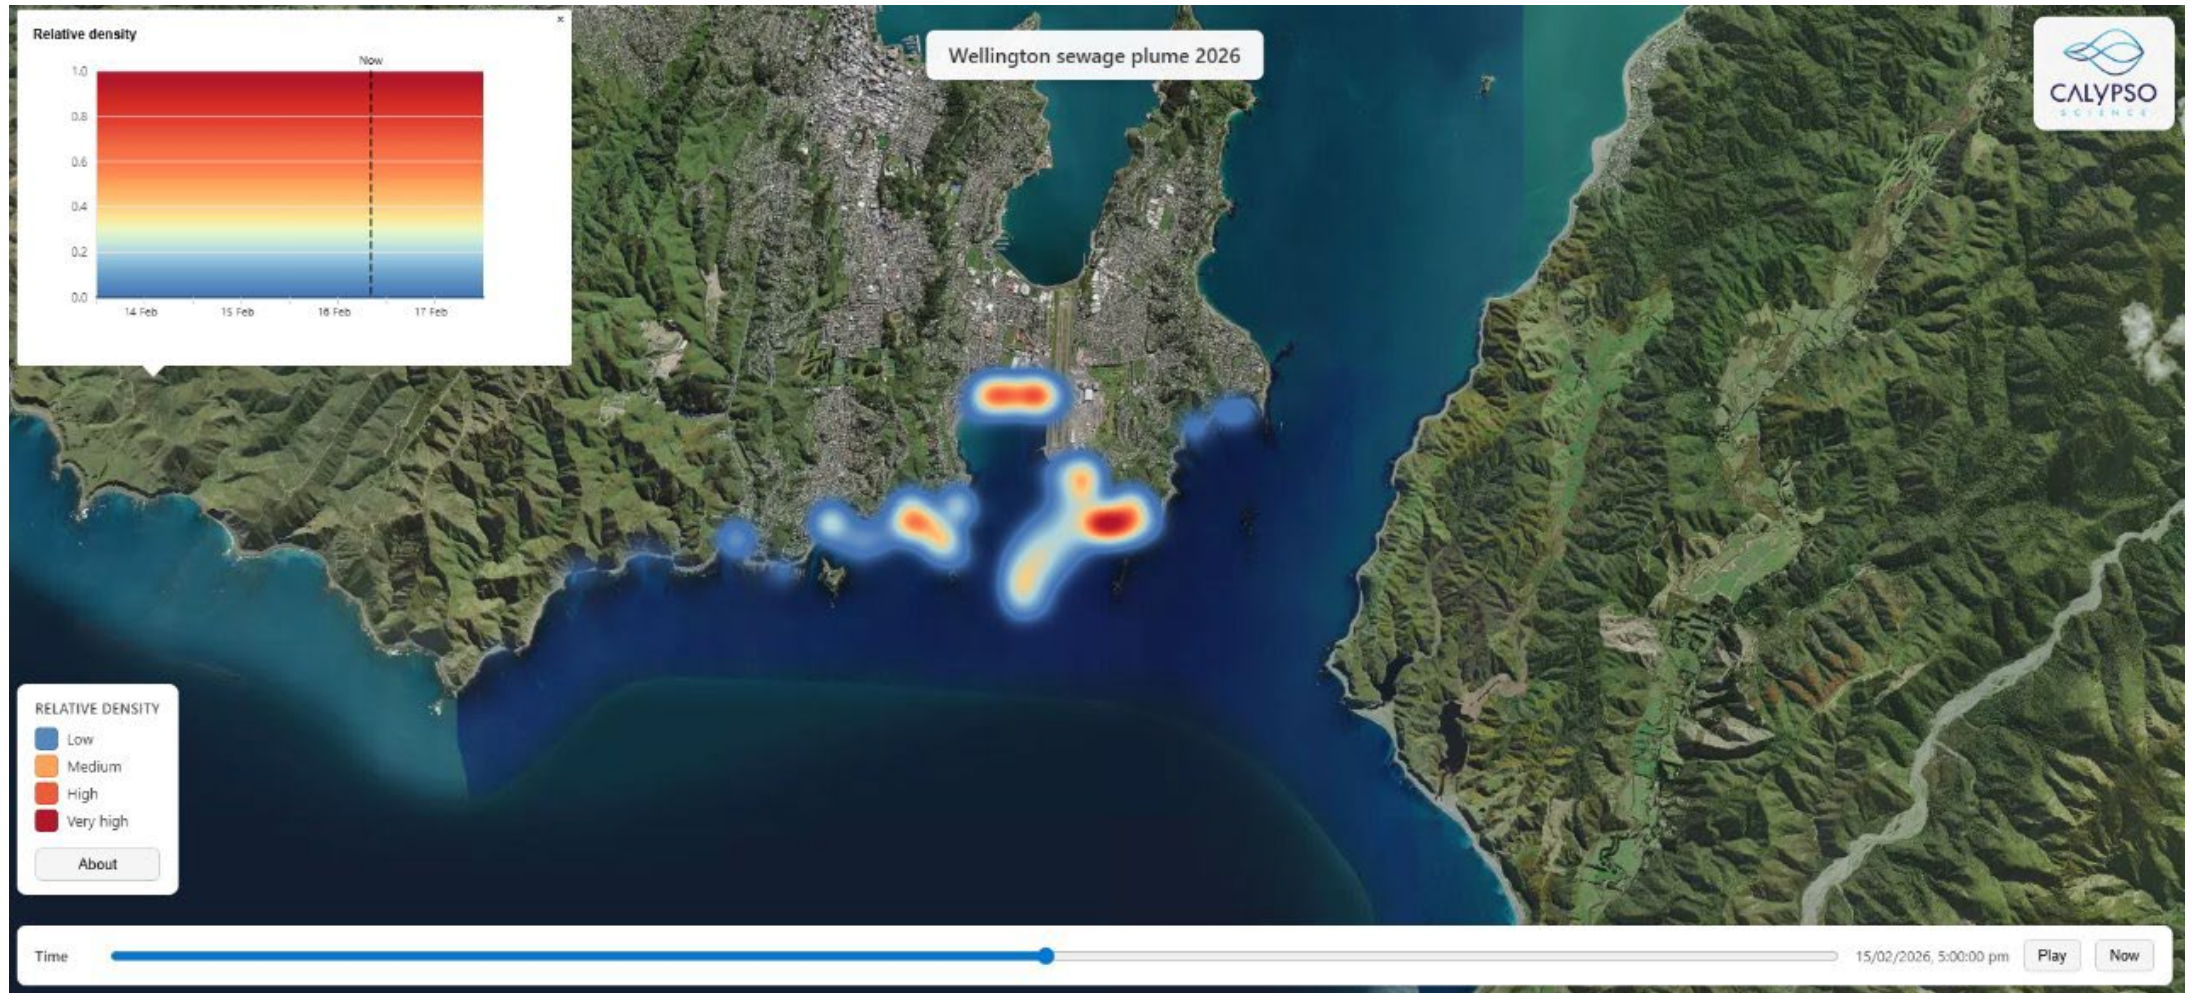 Relative density
×
Now
1.0
0.8
0.6
0.4
0.2
0.0
14 Feb 15 Feb 16 Feb 17 Feb
Wellington sewage plume 2026
CALYPSO
SCIENCE
RELATIVE DENSITY
Low
Medium
High
Very high
About
Time 15/02/2026, 5:00:00 pm Play Now